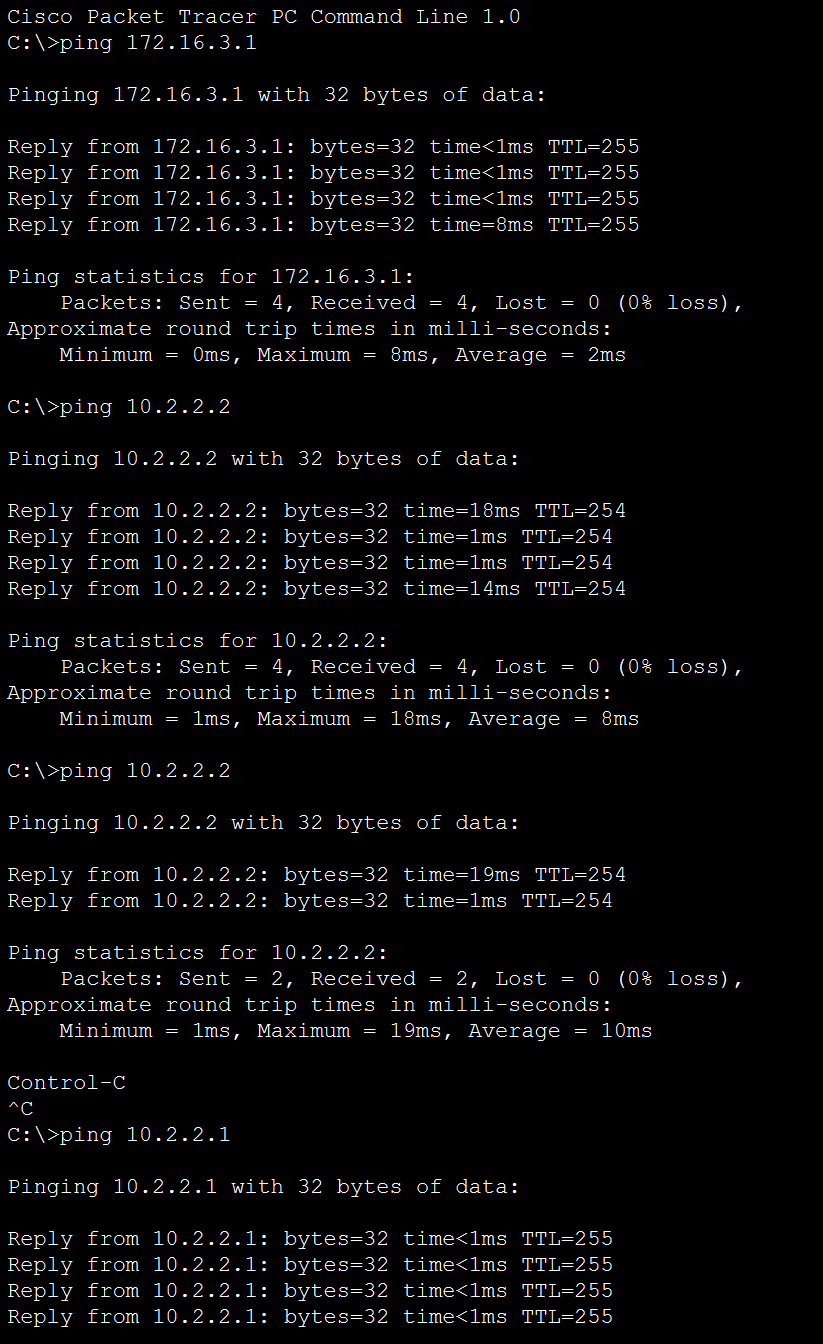 Cisco Packet Tracer PC Command Line 1.0
C:\>ping 172.16.3.1
Pinging 172.16.3.1 with 32 bytes of data:
Reply from 172.16.3.1: bytes=32 time<1ms TTL=255
Reply from 172.16.3.1: bytes=32 time<1ms TTL=255
Reply from 172.16.3.1: bytes=32 time<1ms TTL=255
Reply from 172.16.3.1: bytes=32 time=8ms TTL=255
Ping statistics for 172.16.3.1:
    Packets: Sent = 4, Received = 4, Lost = 0 (0% loss),
Approximate round trip times in milli-seconds:
    Minimum = 0ms, Maximum = 8ms, Average = 2ms
C:\>ping 10.2.2.2
Pinging 10.2.2.2 with 32 bytes of data:
Reply from 10.2.2.2: bytes=32 time=18ms TTL=254
Reply from 10.2.2.2: bytes=32 time=1ms TTL=254
Reply from 10.2.2.2: bytes=32 time=1ms TTL=254
Reply from 10.2.2.2: bytes=32 time=14ms TTL=254
Ping statistics for 10.2.2.2:
    Packets: Sent = 4, Received = 4, Lost = 0 (0% loss),
Approximate round trip times in milli-seconds:
    Minimum = 1ms, Maximum = 18ms, Average = 8ms
C:\>ping 10.2.2.2
Pinging 10.2.2.2 with 32 bytes of data:
Reply from 10.2.2.2: bytes=32 time=19ms TTL=254
Reply from 10.2.2.2: bytes=32 time=1ms TTL=254
Ping statistics for 10.2.2.2:
    Packets: Sent = 2, Received = 2, Lost = 0 (0% loss),
Approximate round trip times in milli-seconds:
    Minimum = 1ms, Maximum = 19ms, Average = 10ms
Control-C
^C
C:\>ping 10.2.2.1
Pinging 10.2.2.1 with 32 bytes of data:
Reply from 10.2.2.1: bytes=32 time<1ms TTL=255
Reply from 10.2.2.1: bytes=32 time<1ms TTL=255
Reply from 10.2.2.1: bytes=32 time<1ms TTL=255
Reply from 10.2.2.1: bytes=32 time<1ms TTL=255